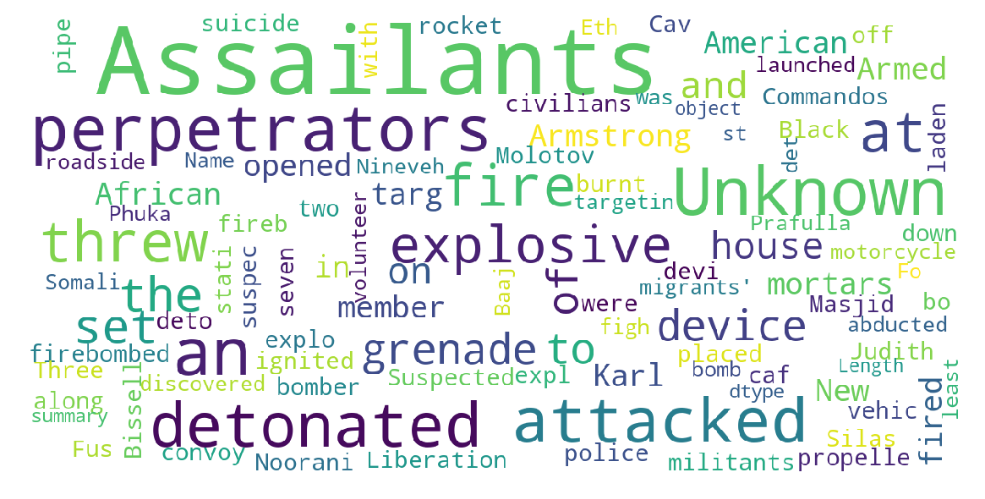 suicide rocket Eth Cav
pipe Assailants with American off
launched Armed
perpetrators civilians was and object Commandos
Armstrong st Black at laden
roadside Name opened Nineveh Molotov det
African targ fire burnt Unknown
Phuka two targetin
fireb volunteer Prafulla down
threw explosive house motorcycle
stati suspec seven in on of devi Fo
Somali the member Baaj were migrants' mortars Masjid bo
set deto figh device abducted
firebombed an explo grenade to placed Judith
Three ignited expl Karl bomb caf Length
discovered bomber Suspected dtype New least
along Bissell vehic fired
summary detonated attacked
Fus convoy Noorani Liberation police militants Silas propelle